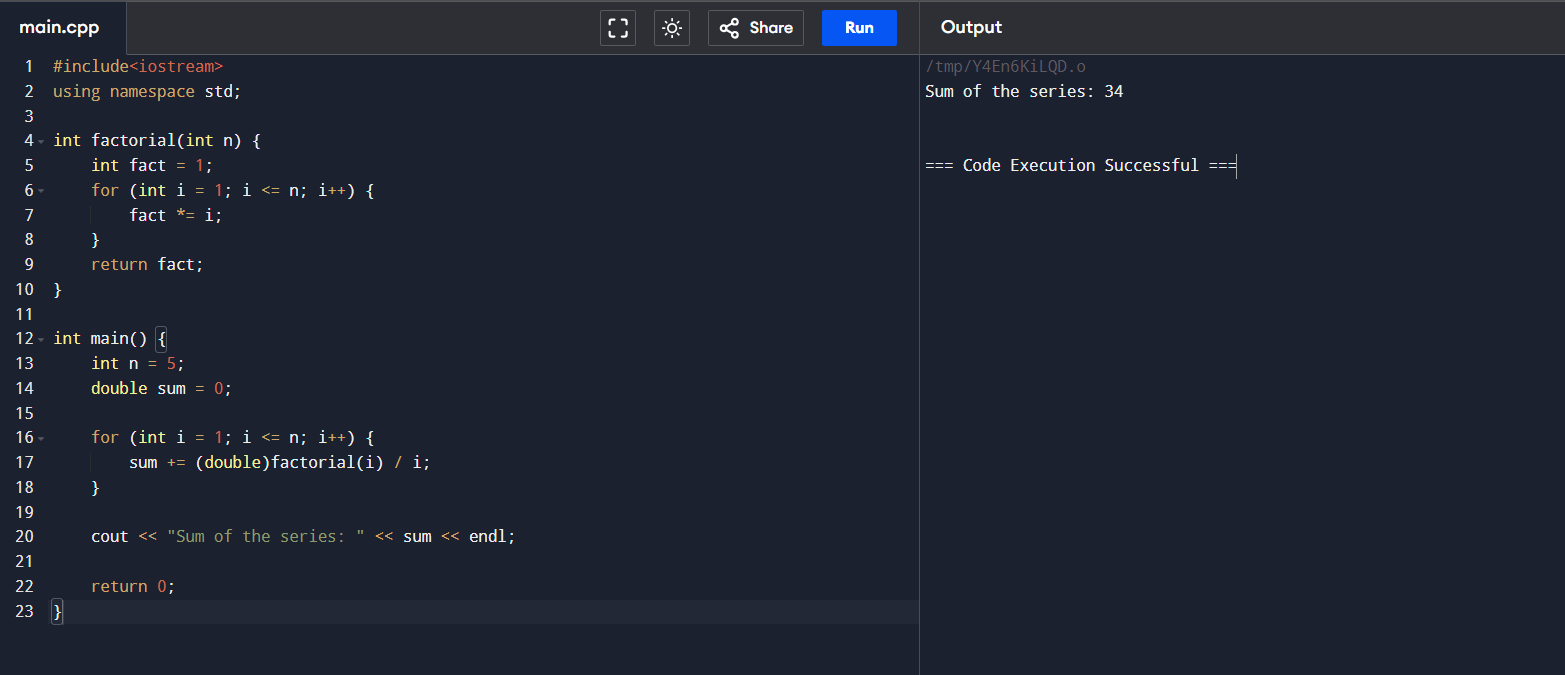 main.cpp
Share
Run
Output
1 #include<iostream>
2 using namespace std;
3
4 int factorial(int n) {
5     int fact = 1;
6     for (int i = 1; i <= n; i++) {
7         fact *= i;
8     }
9     return fact;
10 }
11
12 int main() {
13     int n = 5;
14     double sum = 0;
15
16     for (int i = 1; i <= n; i++) {
17         sum += (double)factorial(i) / i;
18     }
19
20     cout << "Sum of the series: " << sum << endl;
21
22     return 0;
23 }
/tmp/Y4En6KiLQD.o
Sum of the series: 34
=== Code Execution Successful ===